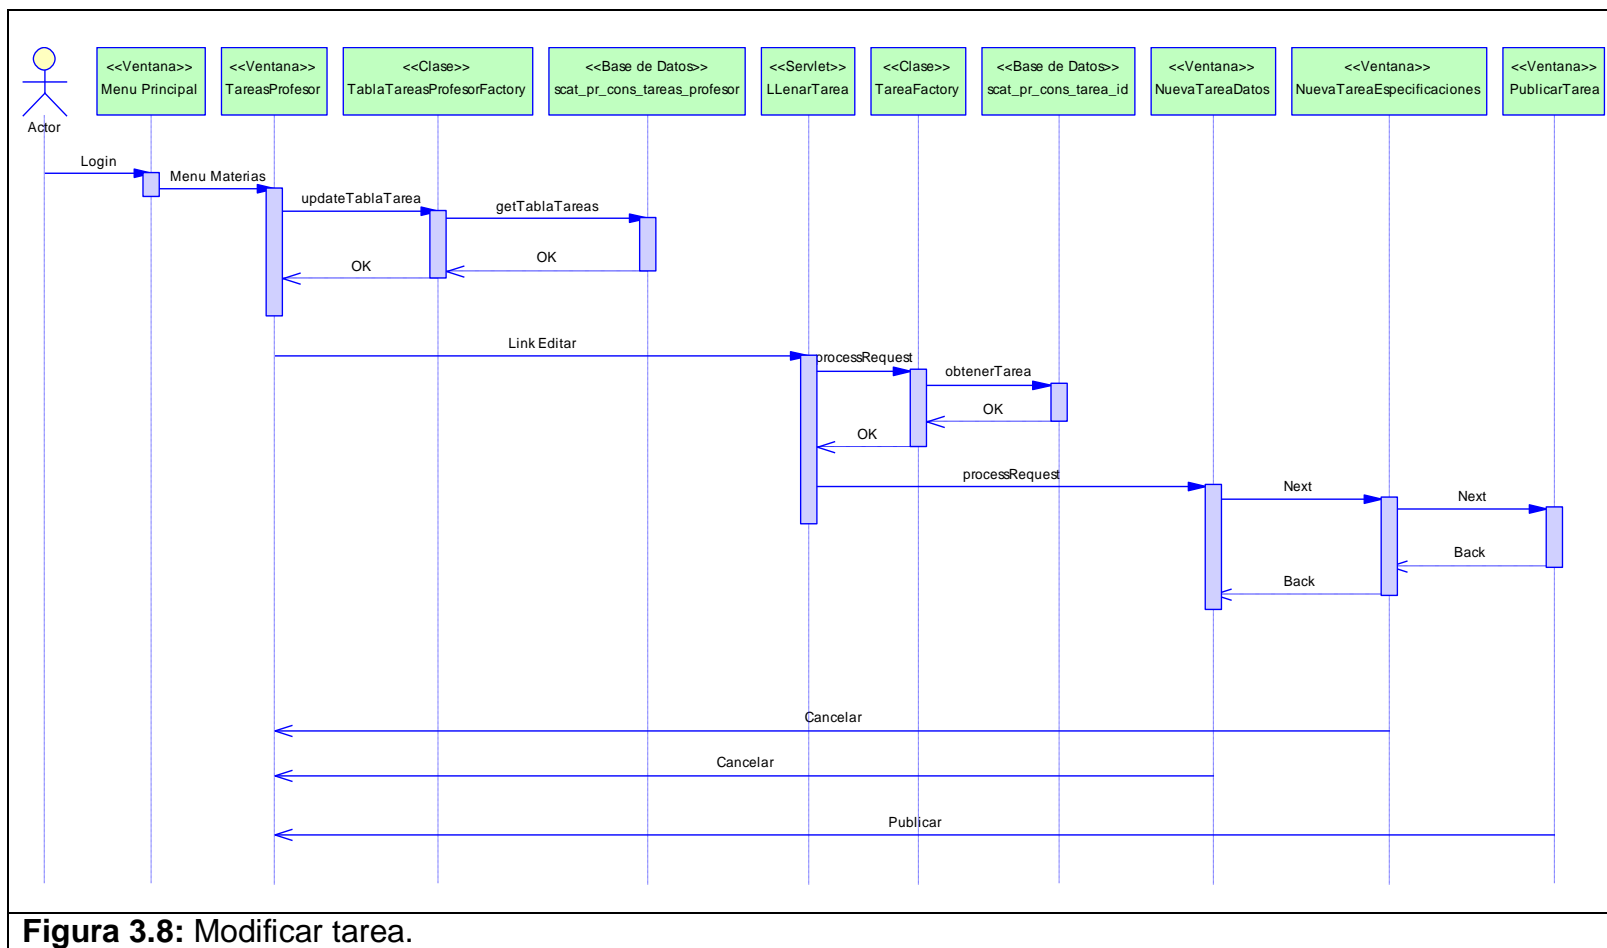 <<Ventana>>
Menu Principal
<<Ventana>>
TareasProfesor
<<Clase>>
TablaTareasProfesorFactory
<<Base de Datos>>
scat_pr_cons_tareas_profesor
<<Servlet>>
LLenarTarea
<<Clase>>
TareaFactory
<<Base de Datos>>
scat_pr_cons_tarea_id
<<Ventana>>
NuevaTareaDatos
<<Ventana>>
NuevaTareaEspecificaciones
<<Ventana>>
PublicarTarea
Actor
Login
Menu Materias
updateTablaTarea
getTablaTareas
OK
OK
Link Editar
processRequest
obtenerTarea
OK
OK
processRequest
Next
Next
Back
Back
Cancelar
Cancelar
Publicar
Figura 3.8: Modificar tarea.